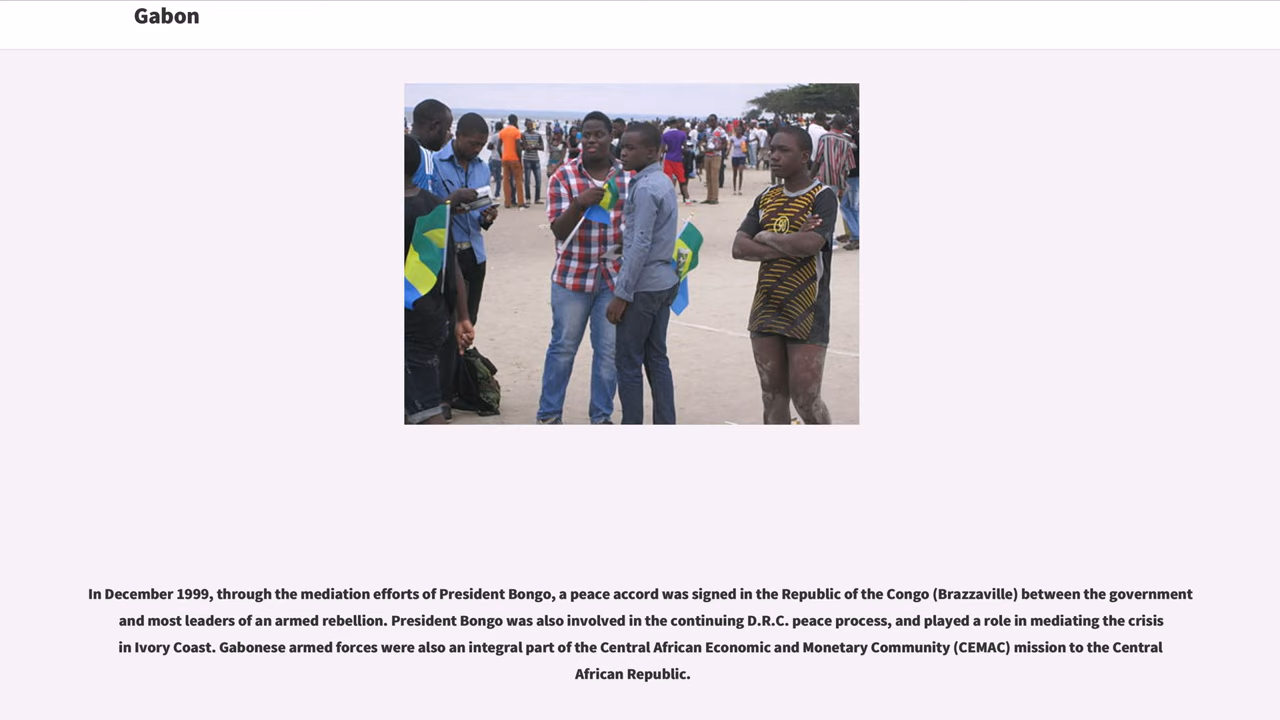 Gabon
In December 1999, through the mediation efforts of President Bongo, a peace accord was signed in the Republic of the Congo (Brazzaville) between the government
and most leaders of an armed rebellion. President Bongo was also involved in the continuing D.R.C. peace process, and played a role in mediating the crisis
in Ivory Coast. Gabonese armed forces were also an integral part of the Central African Economic and Monetary Community (CEMAC) mission to the Central
African Republic.